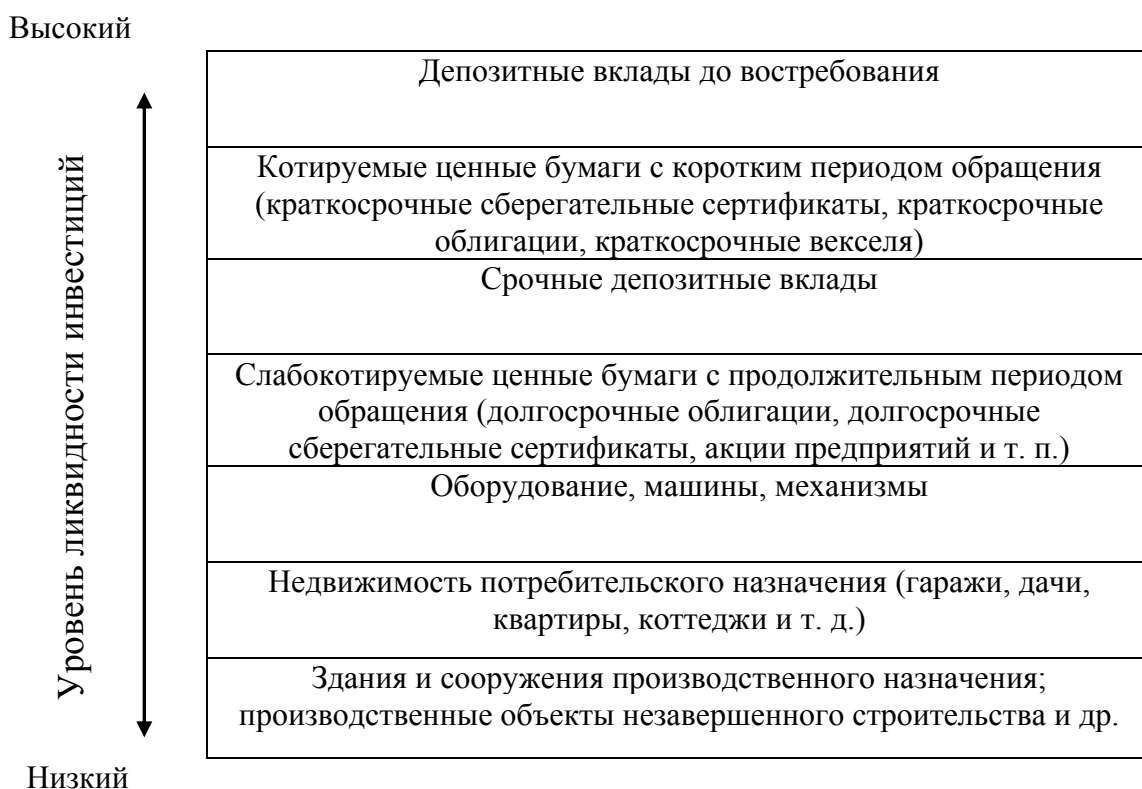 Высокий
Депозитные вклады до востребования
Котируемые ценные бумаги с коротким периодом обращения
(краткосрочные сберегательные сертификаты, краткосрочные
облигации, краткосрочные векселя)
Срочные депозитные вклады
Слабокотируемые ценные бумаги с продолжительным периодом
обращения (долгосрочные облигации, долгосрочные
сберегательные сертификаты, акции предприятий и т. п.)
Оборудование, машины, механизмы
Недвижимость потребительского назначения (гаражи, дачи,
квартиры, коттеджи и т. д.)
Здания и сооружения производственного назначения;
производственные объекты незавершенного строительства и др.
Уровень ликвидности инвестиций
Низкий